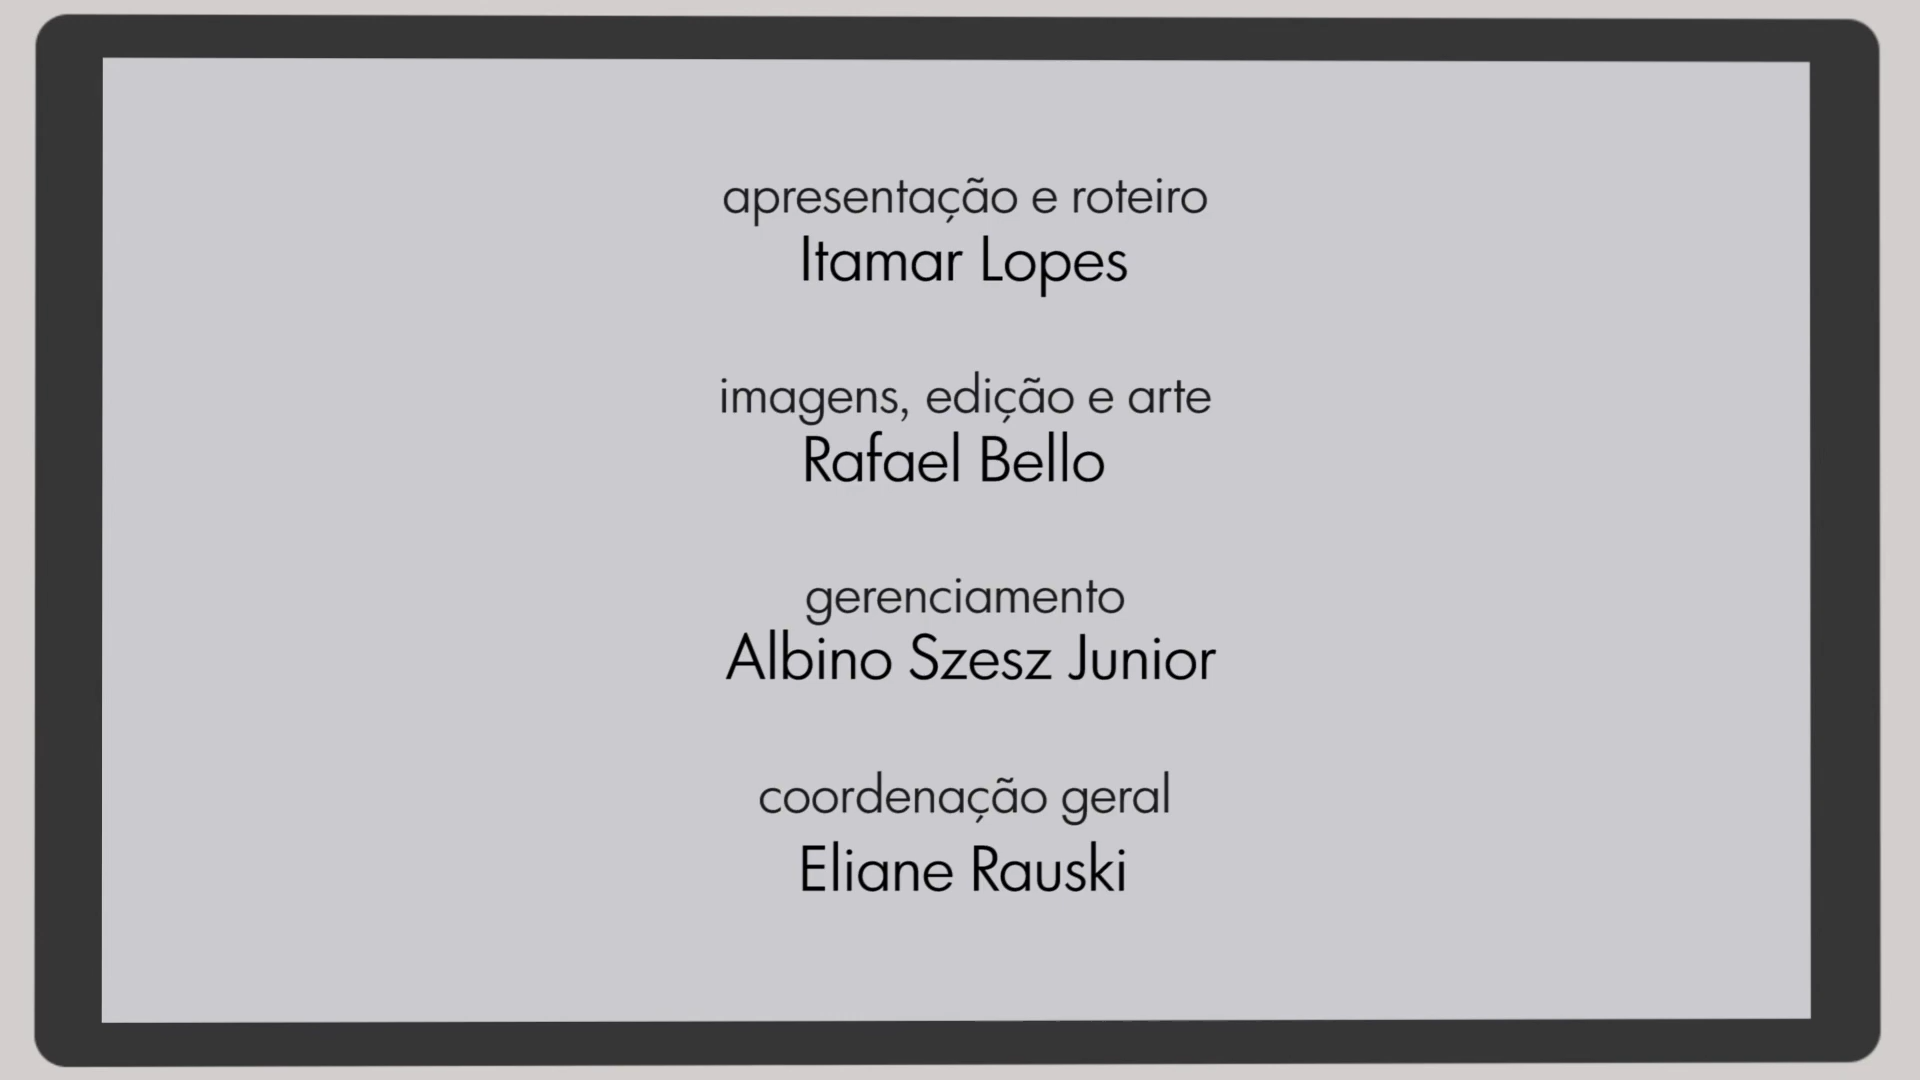 apresentação e roteiro
Itamar Lopes
imagens, edição e arte
Rafael Bello
gerenciamento
Albino Szesz Junior
coordenação geral
Eliane Rauski